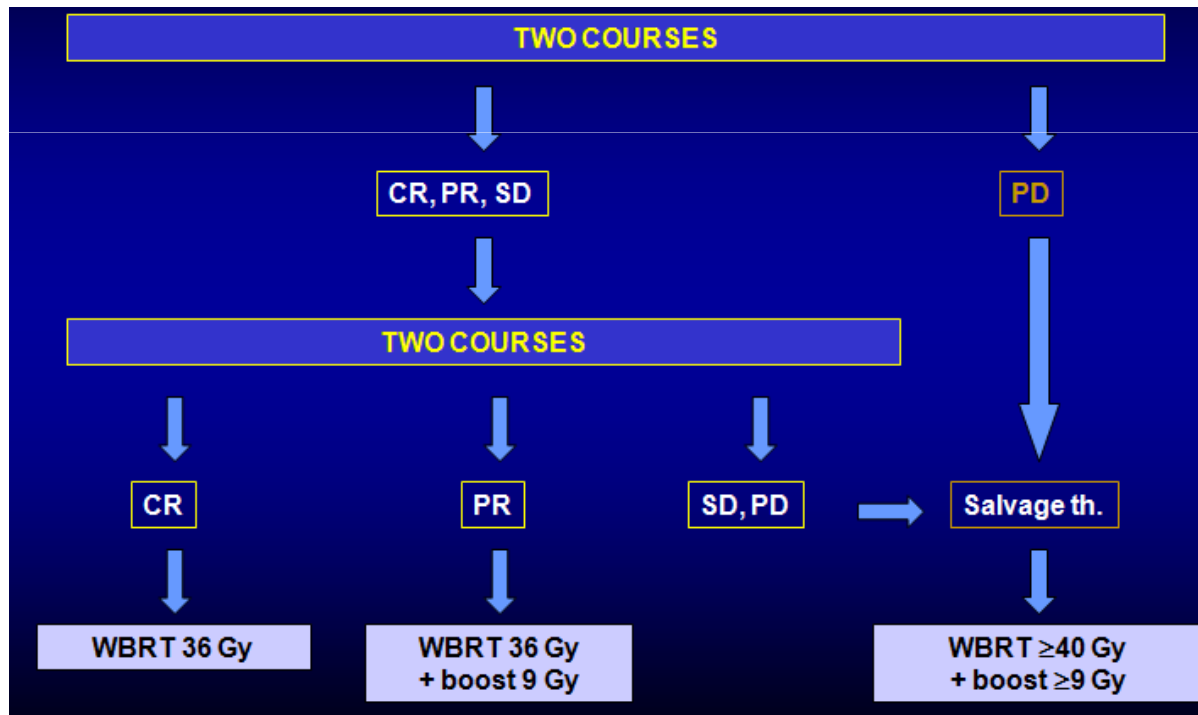 TWO COURSES
CR, PR, SD
PD
TWO COURSES
CR
PR
SD, PD
Salvage th.
WBRT 36 Gy
WBRT 36 Gy
+ boost 9 Gy
WBRT ≥40 Gy
+ boost ≥9 Gy